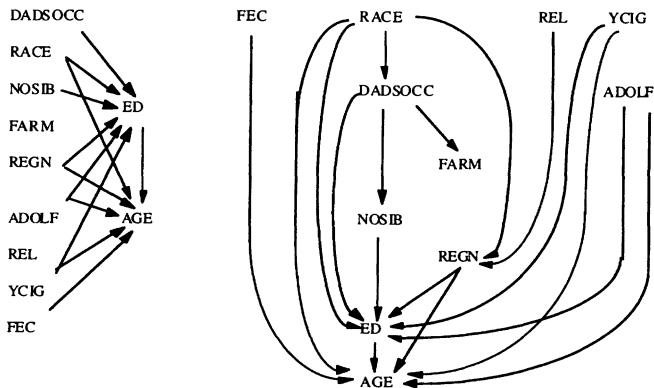 DADSOCC
RACE
NOSIB
ED
FARM
REGN
ADOLF
AGE
REL
YCIG
FEC
FEC
RACE
REL
YCIG
DADSOCC
ADOLF
FARM
NOSIB
REGN
ED
AGE